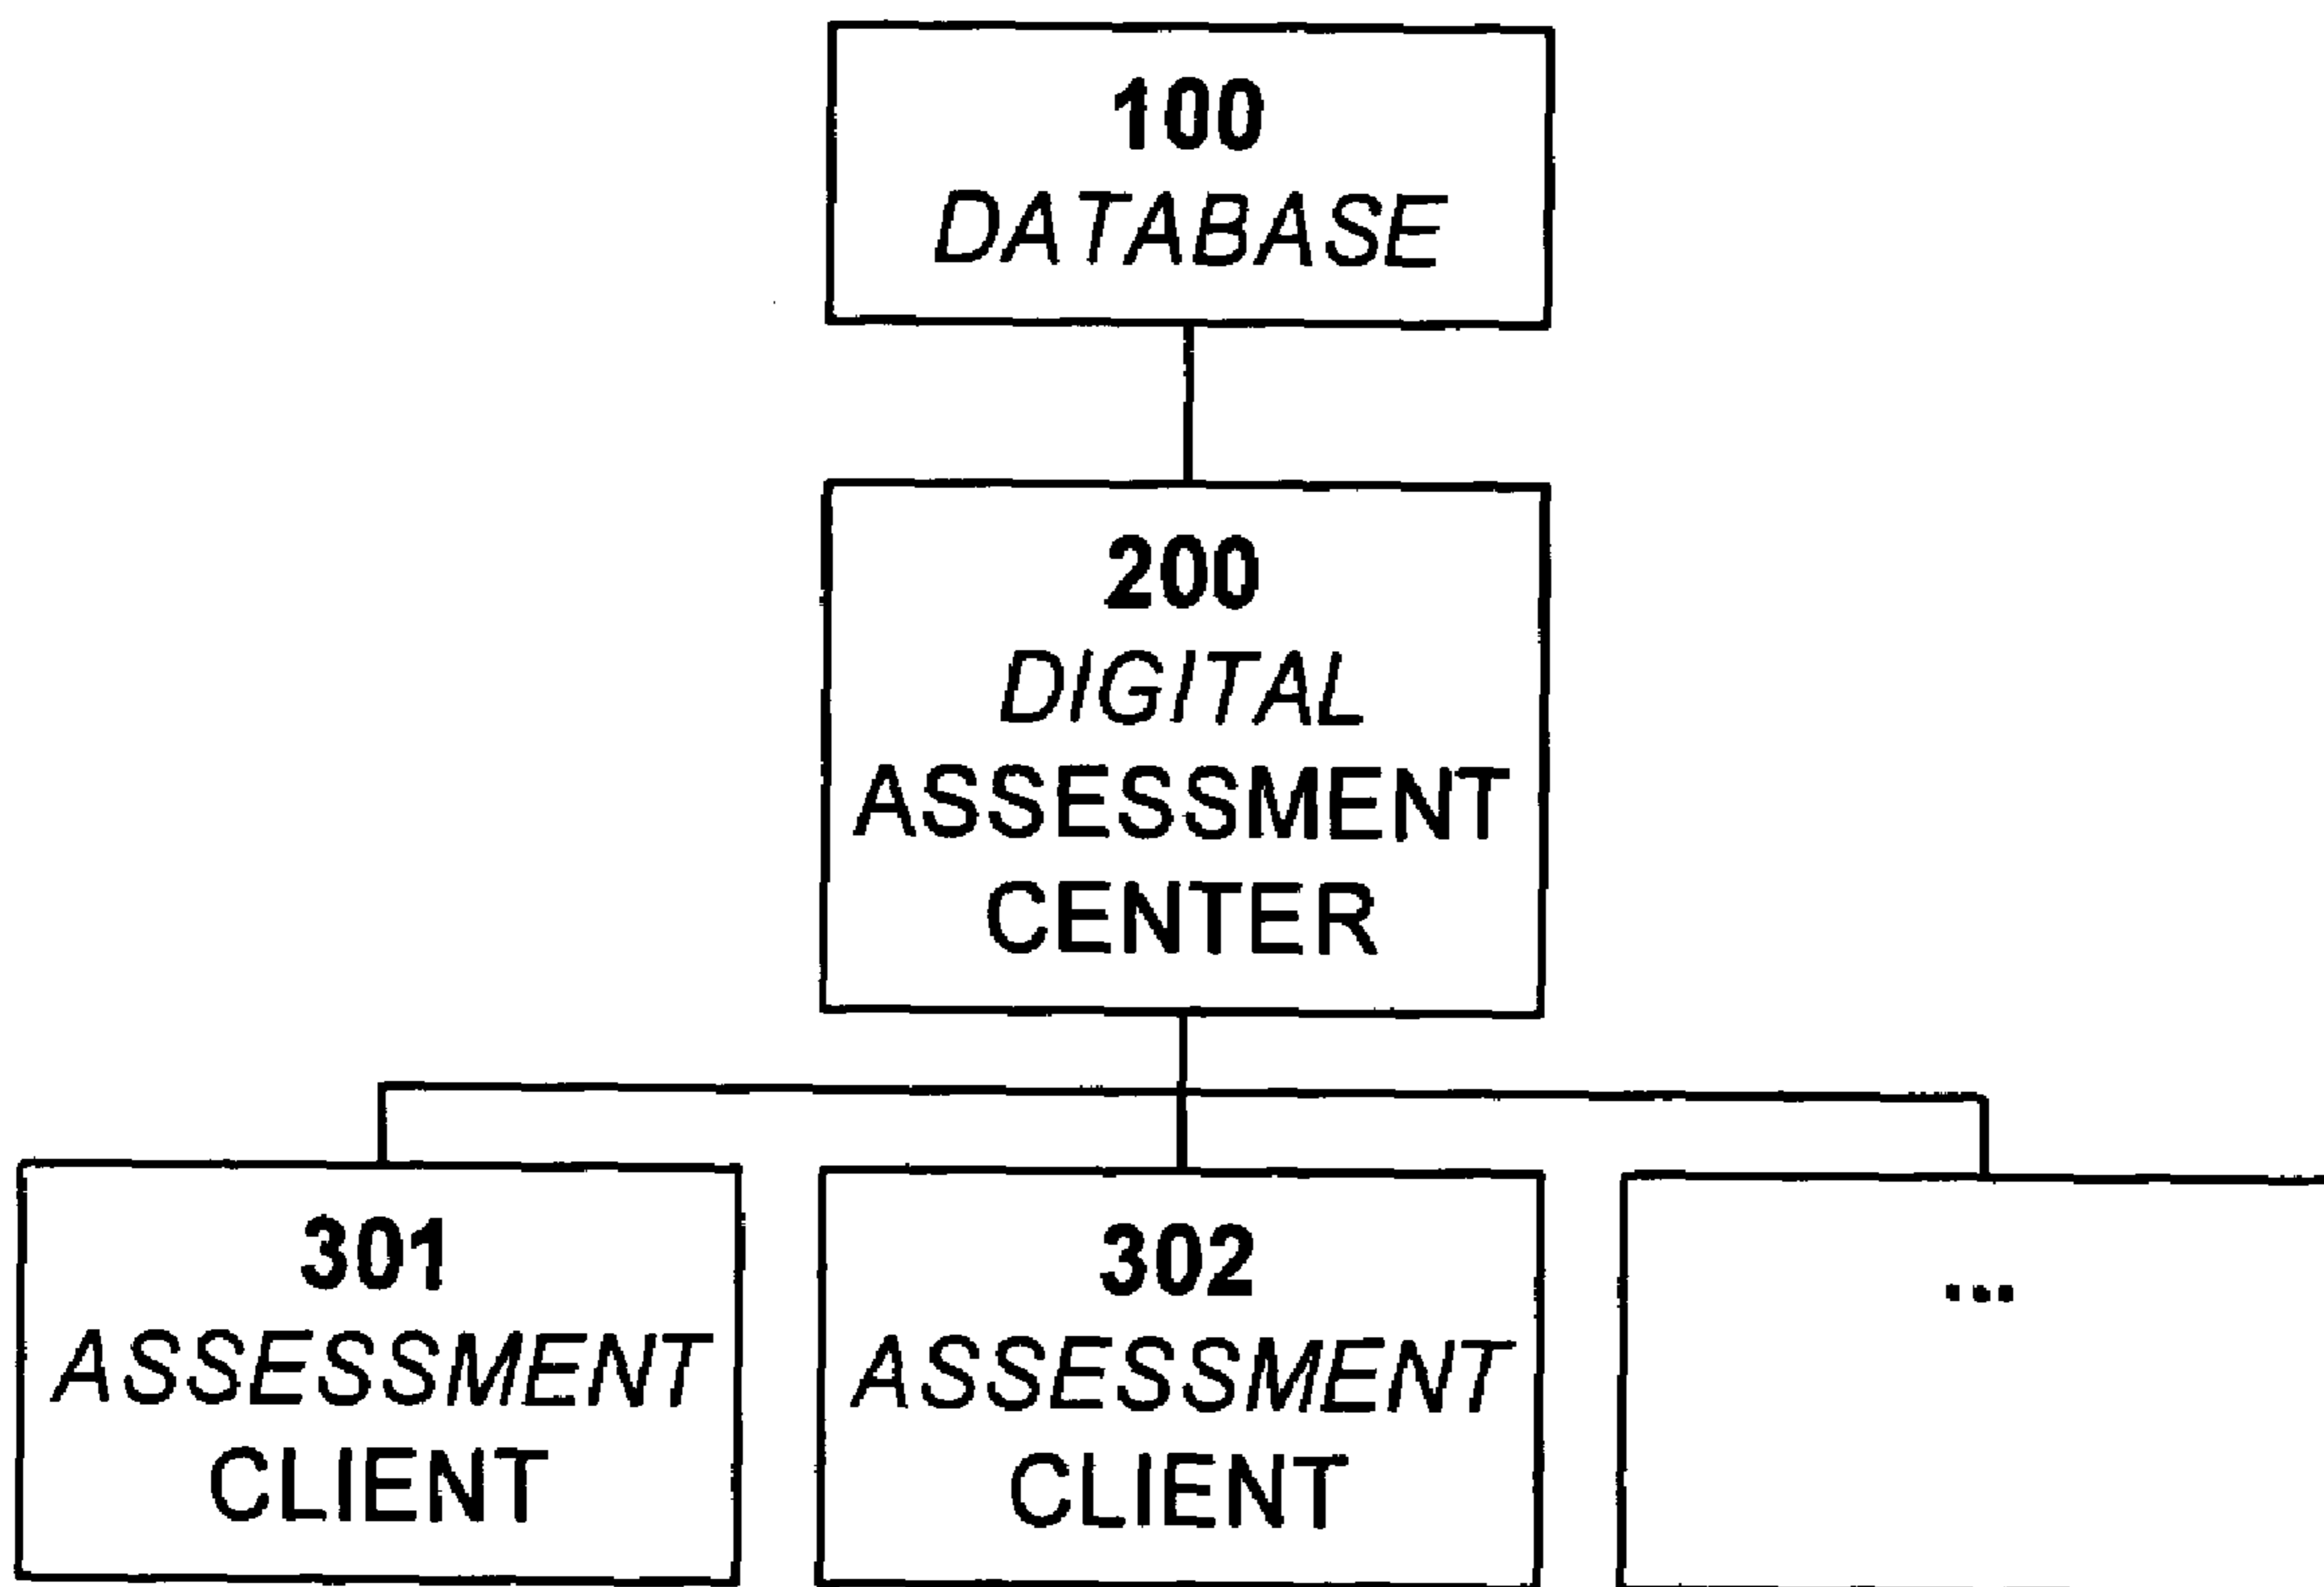 100
DATABASE
200
DIGITAL
ASSESSMENT
CENTER
301
ASSESSMENT
CLIENT
302
ASSESSMENT
CLIENT
...